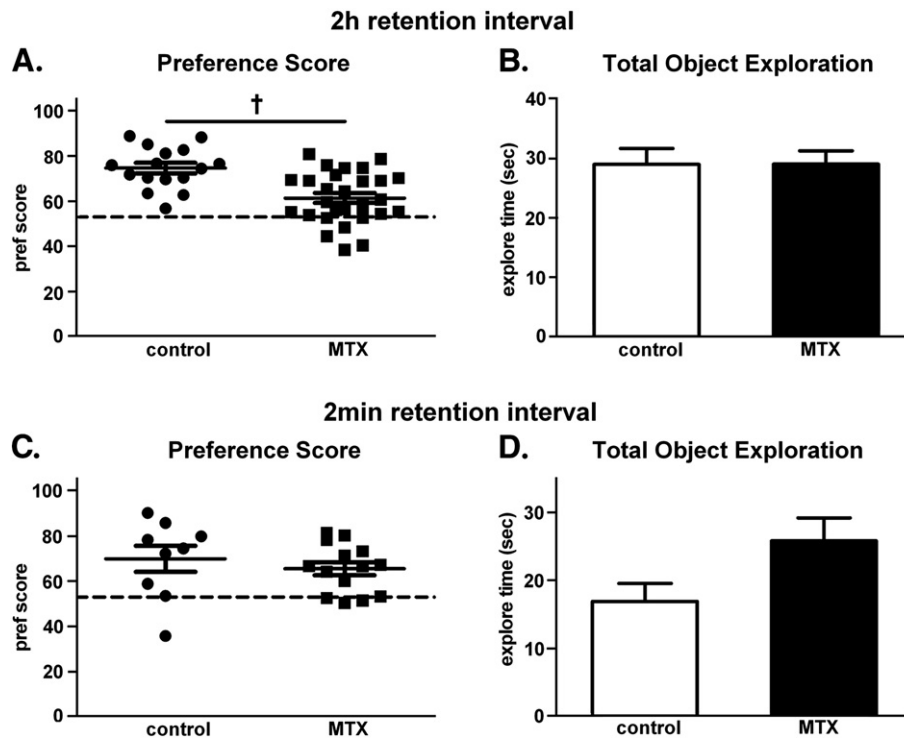 2h retention interval
A. Preference Score
†
pref score
100
80
60
40
20
0
control MTX
B. Total Object Exploration
explore time (sec)
40
30
20
10
0
control MTX
2min retention interval
C. Preference Score
pref score
100
80
60
40
20
0
control MTX
D. Total Object Exploration
explore time (sec)
30
20
10
0
control MTX